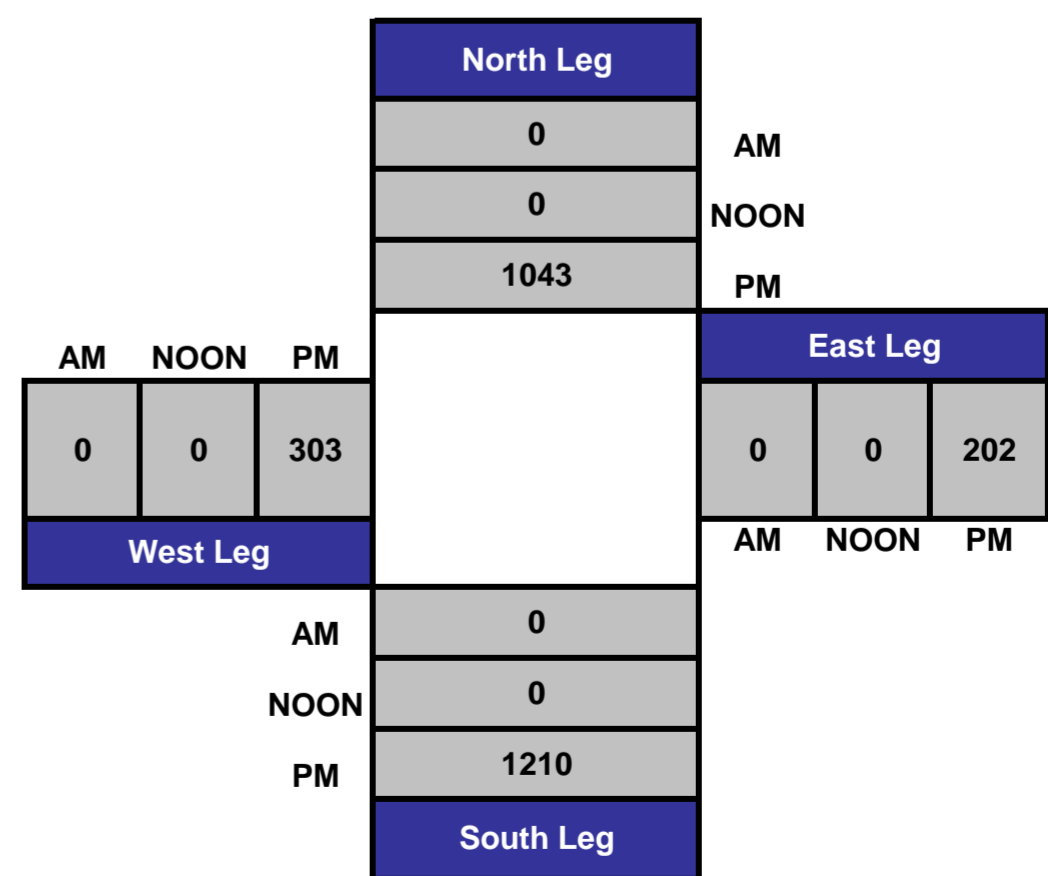 North Leg
0 AM
0 NOON
1043 PM
East Leg
AM NOON PM
0 0 303
0 0 202
West Leg
AM NOON PM
AM 0
NOON 0
PM 1210
South Leg